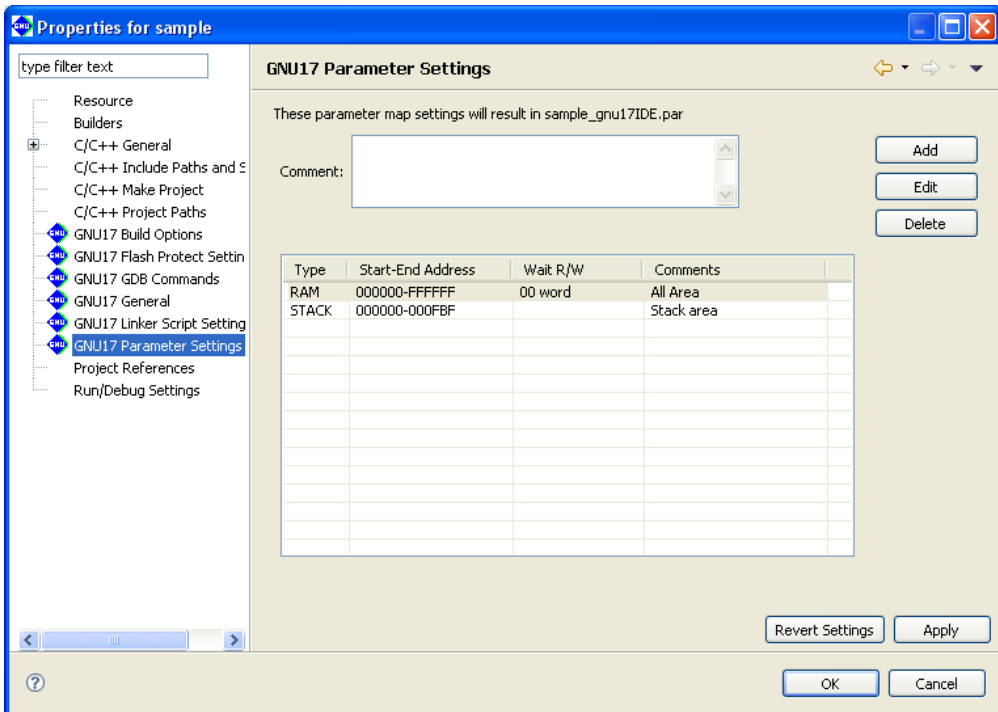 Properties for sample
type filter text
Resource
Builders
C/C++ General
C/C++ Include Paths and S
C/C++ Make Project
C/C++ Project Paths
GNU17 Build Options
GNU17 Flash Protect Settin
GNU17 GDB Commands
GNU17 General
GNU17 Linker Script Setting
GNU17 Parameter Settings
Project References
Run/Debug Settings
GNU17 Parameter Settings
These parameter map settings will result in sample_gnu17IDE.par
Comment:
Add
Edit
Delete
Type Start-End Address Wait R/W Comments
RAM 000000-FFFFFF 00 word All Area
STACK 000000-000FBF Stack area
Revert Settings Apply
OK Cancel